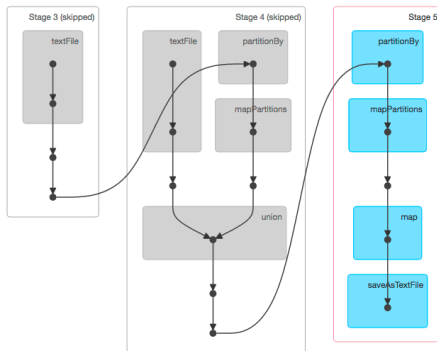 Stage 3 (skipped)
textFile
Stage 4 (skipped)
textFile
partitionBy
mapPartitions
union
Stage 5
partitionBy
mapPartitions
map
saveAsTextFile